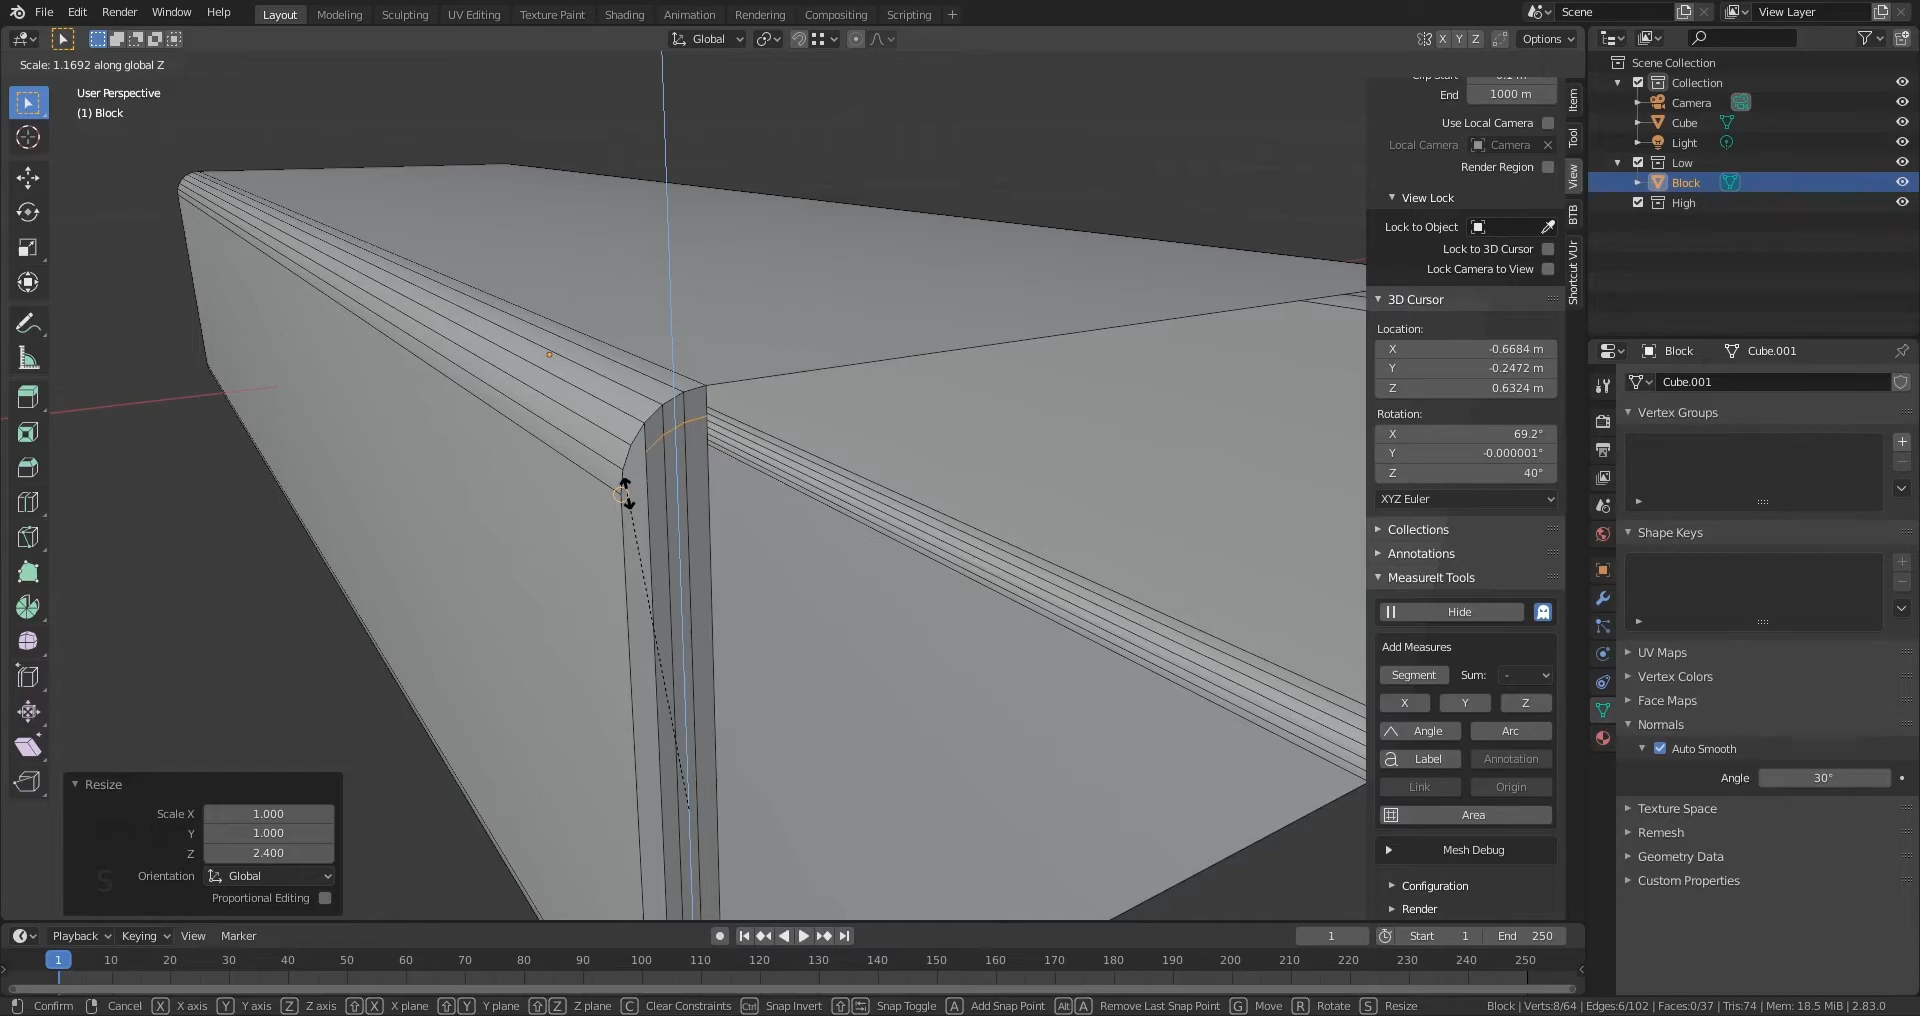 File Edit Render Window Help Layout Modeling Sculpting UV Editing Texture Paint Shading Animation Rendering Compositing Scripting + Scene View Layer
Global X Y Z Options
Scale: 1.1692 along global Z
User Perspective
(1) Block
End 1000 m
Use Local Camera
Local Camera Camera
Render Region
View Lock
Lock to Object
Lock to 3D Cursor
Lock Camera to View
3D Cursor
Location:
X -0.6684 m
Y -0.2472 m
Z 0.6324 m
Rotation:
X 69.2°
Y -0.000001°
Z 40°
XYZ Euler
Collections
Annotations
MeasureIt Tools
Hide
Add Measures
Segment Sum: -
X Y Z
Angle Arc
a Label Annotation
Link Origin
Area
Mesh Debug
Configuration
Render
Item
Tool
View
BTB
Shortcut VUr
Scene Collection
Collection
Camera
Cube
Light
Low
Block
High
Block Cube.001
Cube.001
Vertex Groups
Shape Keys
UV Maps
Vertex Colors
Face Maps
Normals
Auto Smooth
Angle 30°
Texture Space
Remesh
Geometry Data
Custom Properties
Resize
Scale X 1.000
Y 1.000
Z 2.400
Orientation Global
Proportional Editing
S
Playback Keying View Marker 1 Start 1 End 250
1 10 20 30 40 50 60 70 80 90 100 110 120 130 140 150 160 170 180 190 200 210 220 230 240 250
Confirm Cancel X X axis Y Y axis Z Z axis X X plane Y Y plane Z Z plane C Clear Constraints Ctrl Snap Invert Snap Toggle A Add Snap Point Alt A Remove Last Snap Point G Move R Rotate S Resize Block | Verts:8/64 | Edges:6/102 | Faces:0/37 | Tris:74 | Mem: 18.5 MiB | 2.83.0